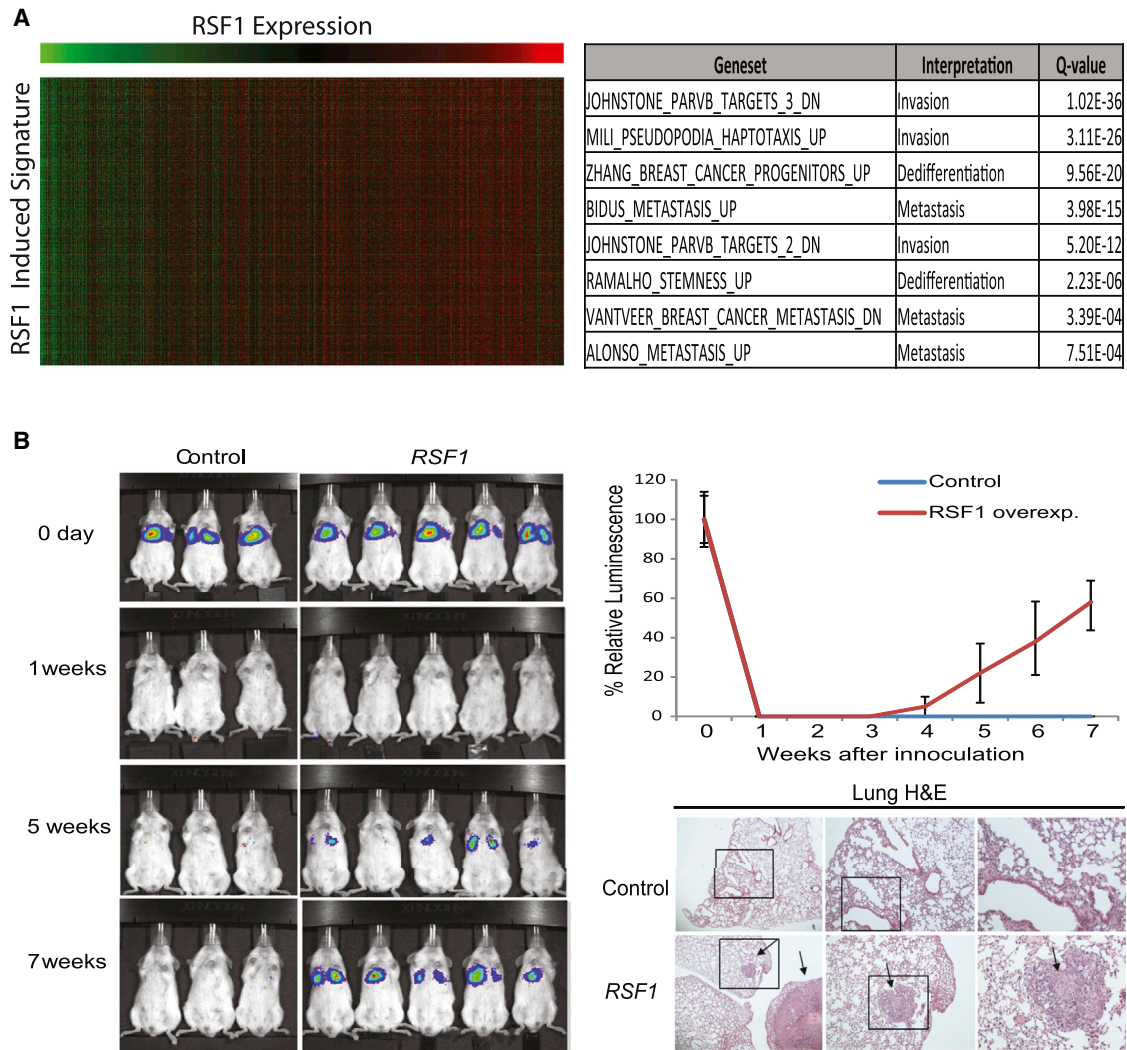 A
RSF1 Expression
RSF1 Induced Signature
Geneset Interpretation Q-value
JOHNSTONE_PARVB_TARGETS_3_DN Invasion 1.02E-36
MILI_PSEUDOPODIA_HAPTOTAXIS_UP Invasion 3.11E-26
ZHANG_BREAST_CANCER_PROGENITORS_UP Dedifferentiation 9.56E-20
BIDUS_METASTASIS_UP Metastasis 3.98E-15
JOHNSTONE_PARVB_TARGETS_2_DN Invasion 5.20E-12
RAMALHO_STEMNESS_UP Dedifferentiation 2.23E-06
VANTVEER_BREAST_CANCER_METASTASIS_DN Metastasis 3.39E-04
ALONSO_METASTASIS_UP Metastasis 7.51E-04
B
Control RSF1
0 day
1weeks
5 weeks
7weeks
% Relative Luminescence
120
100
80
60
40
20
0
Control
RSF1 overexp.
0 1 2 3 4 5 6 7
Weeks after innoculation
Lung H&E
Control
RSF1